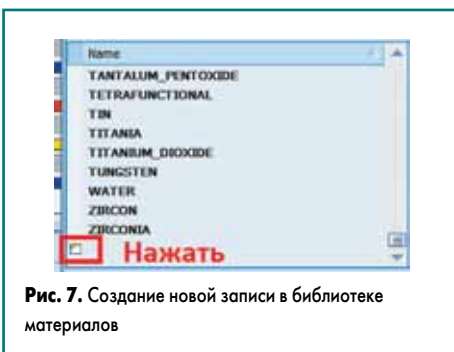 Name
TANTALUM_PENTOXIDE
TETRAFUNCTIONAL
TIN
TITANIA
TITANIUM_DIOXIDE
TUNGSTEN
WATER
ZIRCON
ZIRCONIA
Нажать
Рис. 7. Создание новой записи в библиотеке
материалов